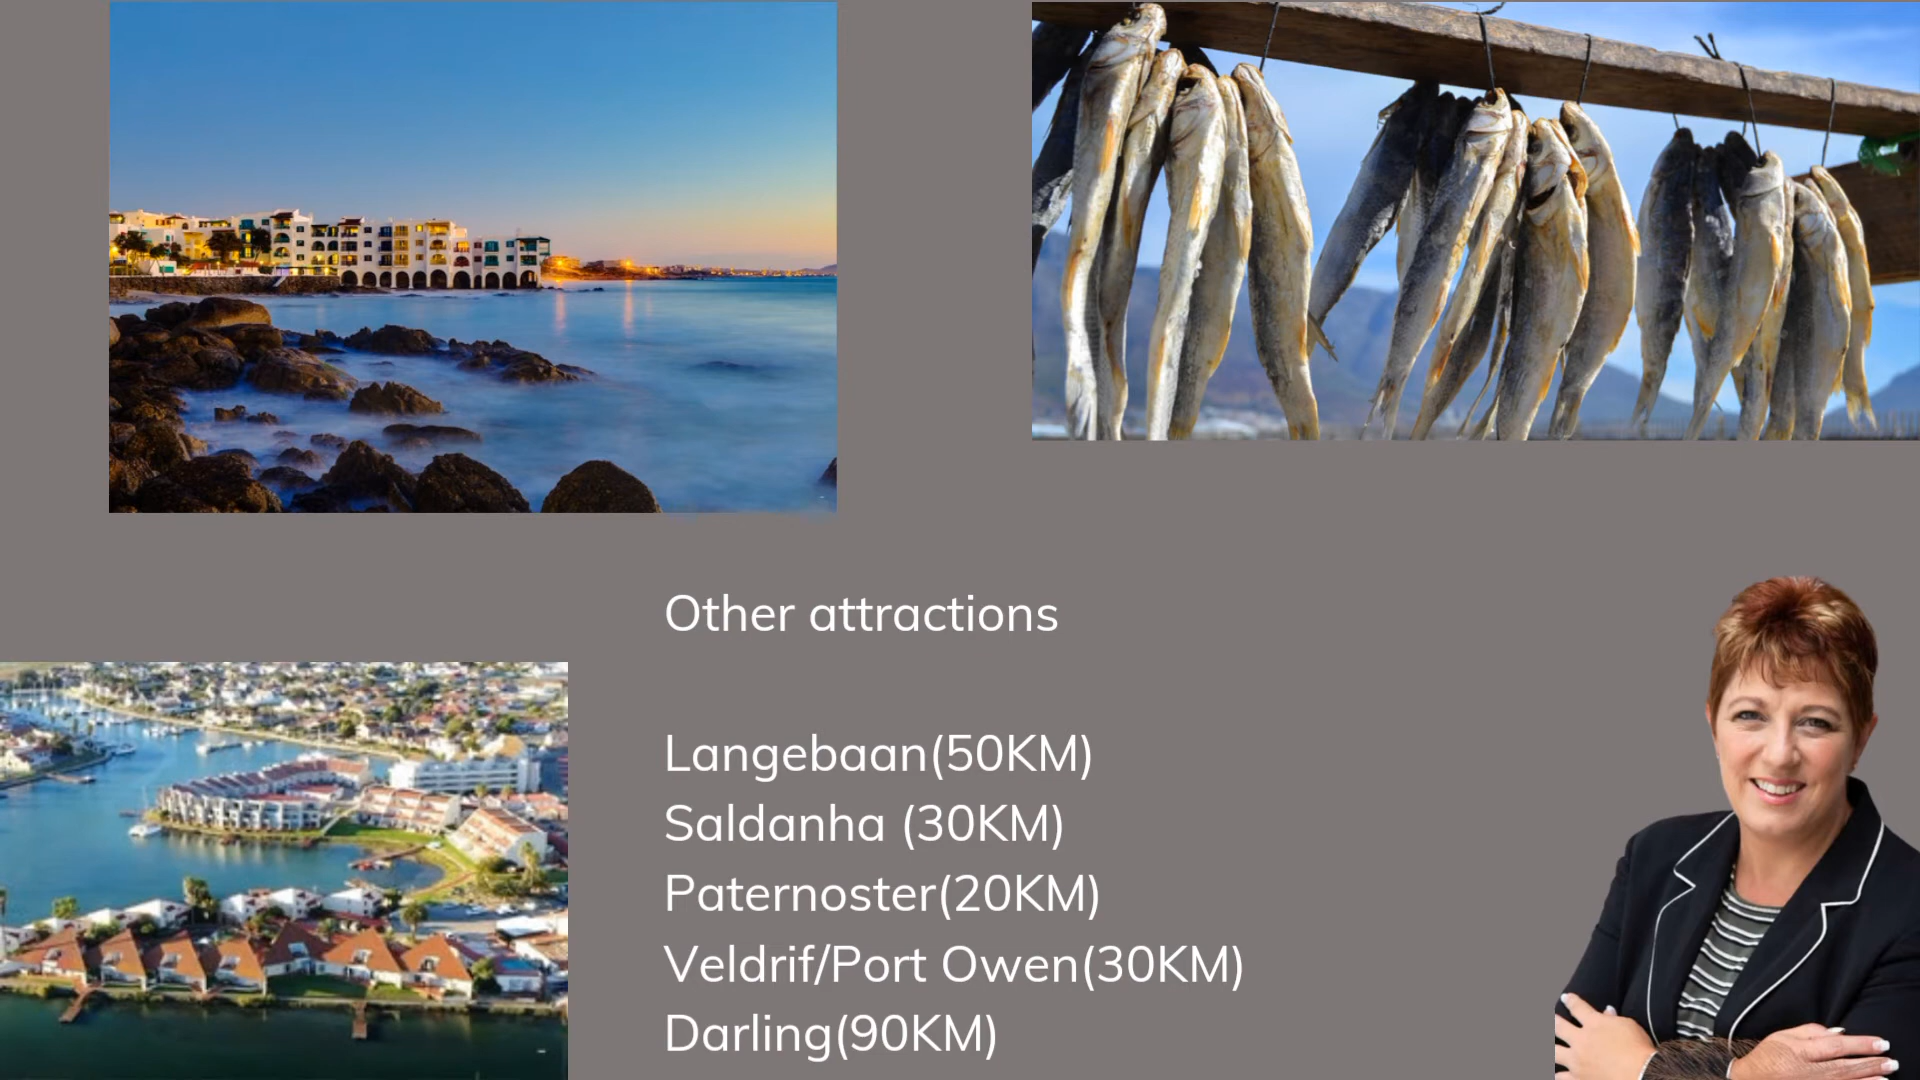 Other attractions
Langebaan(50KM)
Saldanha (30KM)
Paternoster(20KM)
Veldrif/Port Owen(30KM)
Darling(90KM)